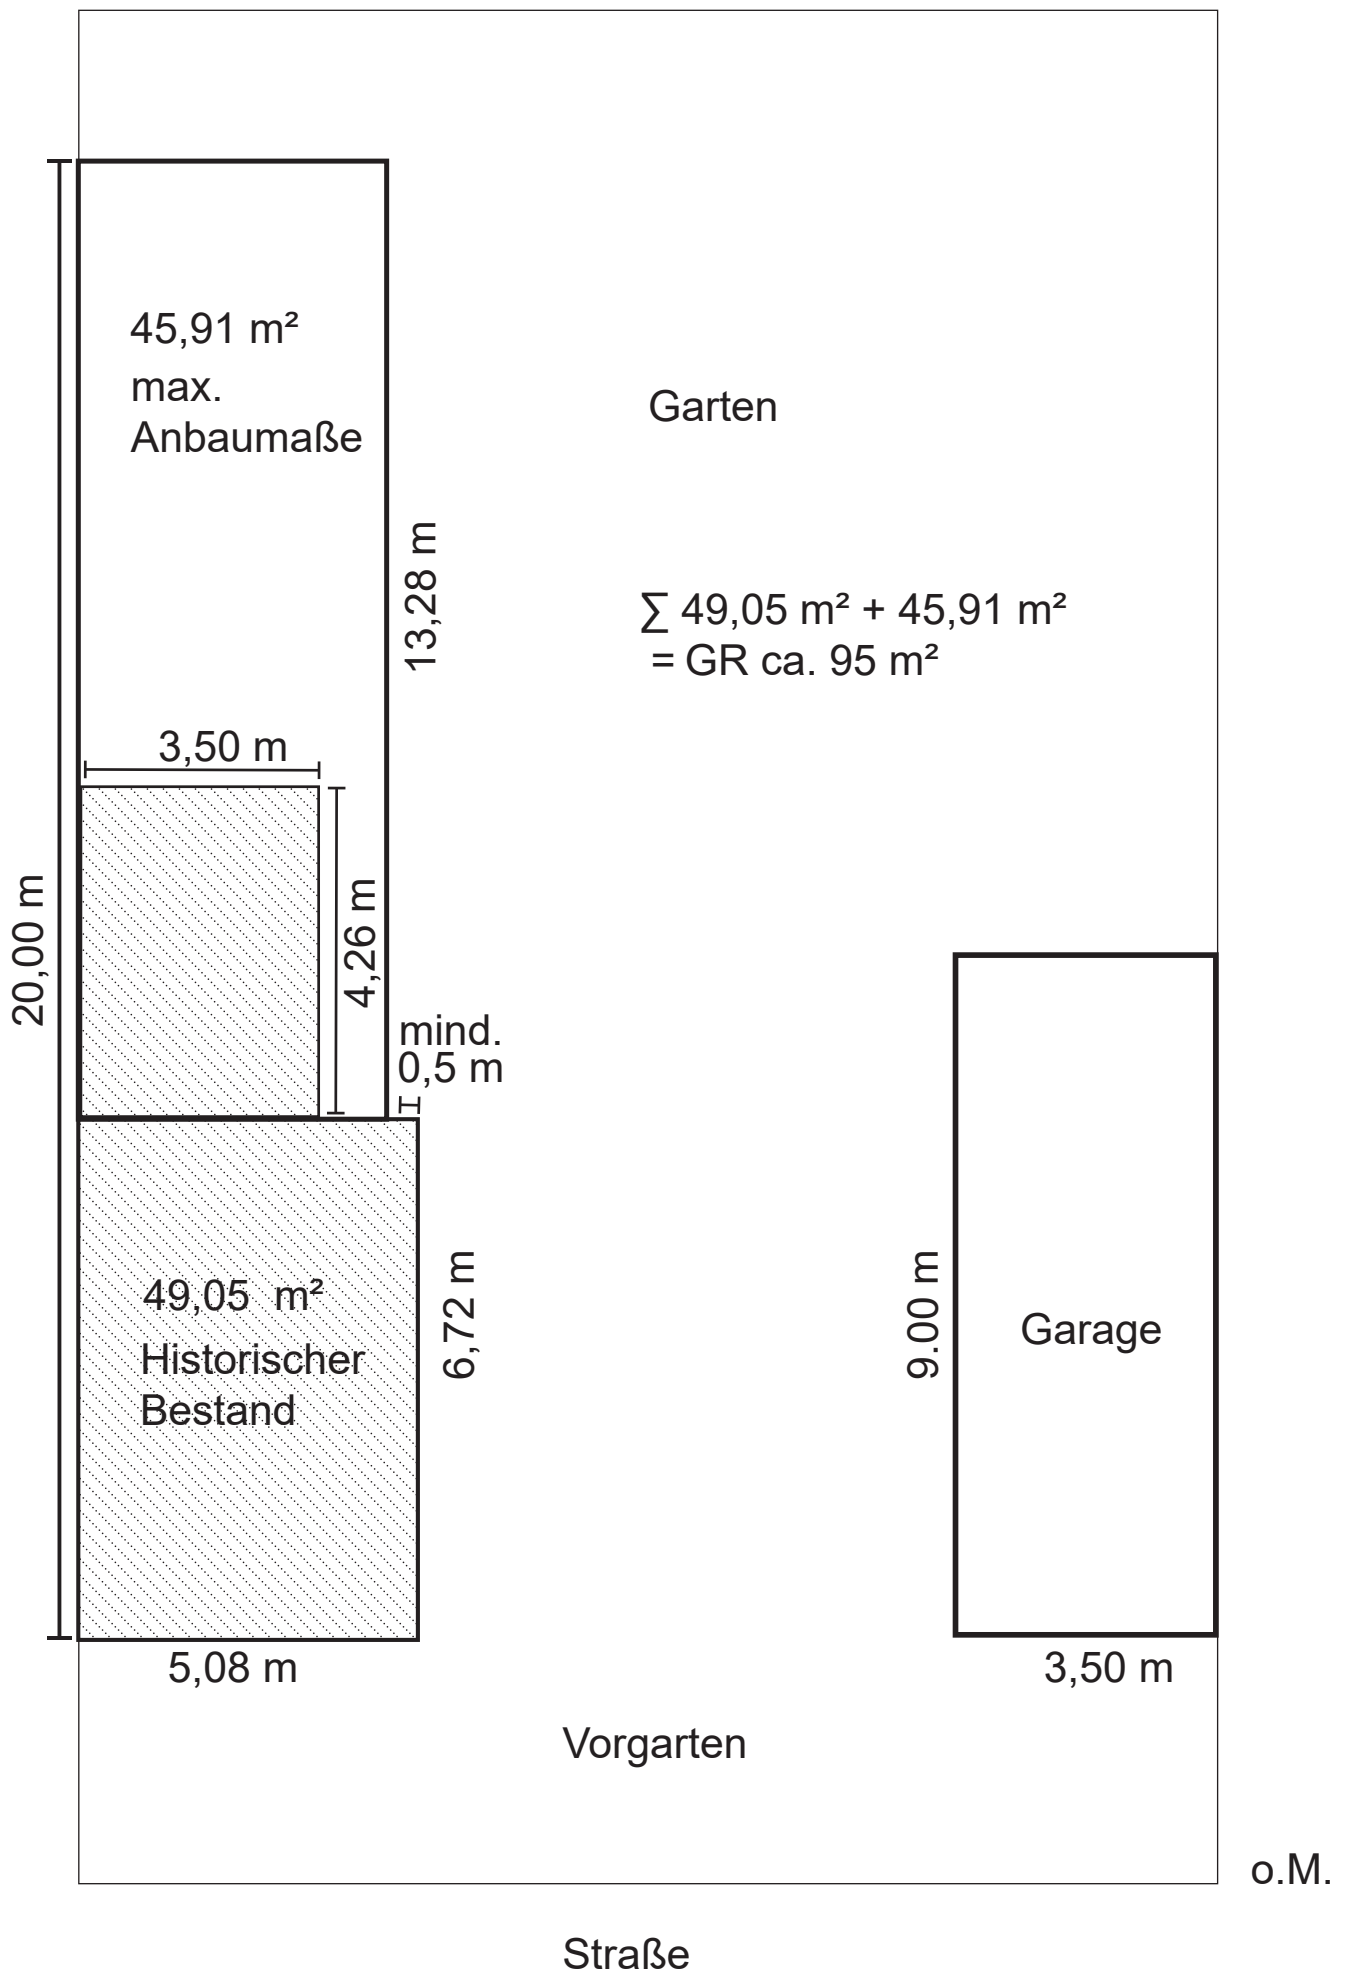 45,91 m²
max.
Anbaumaße
Garten
13,28 m
∑ 49,05 m² + 45,91 m²
= GR ca. 95 m²
3,50 m
20,00 m
4,26 m
mind.
0,5 m
49,05 m²
Historischer
Bestand
6,72 m
9.00 m
Garage
5,08 m
3,50 m
Vorgarten
o.M.
Straße